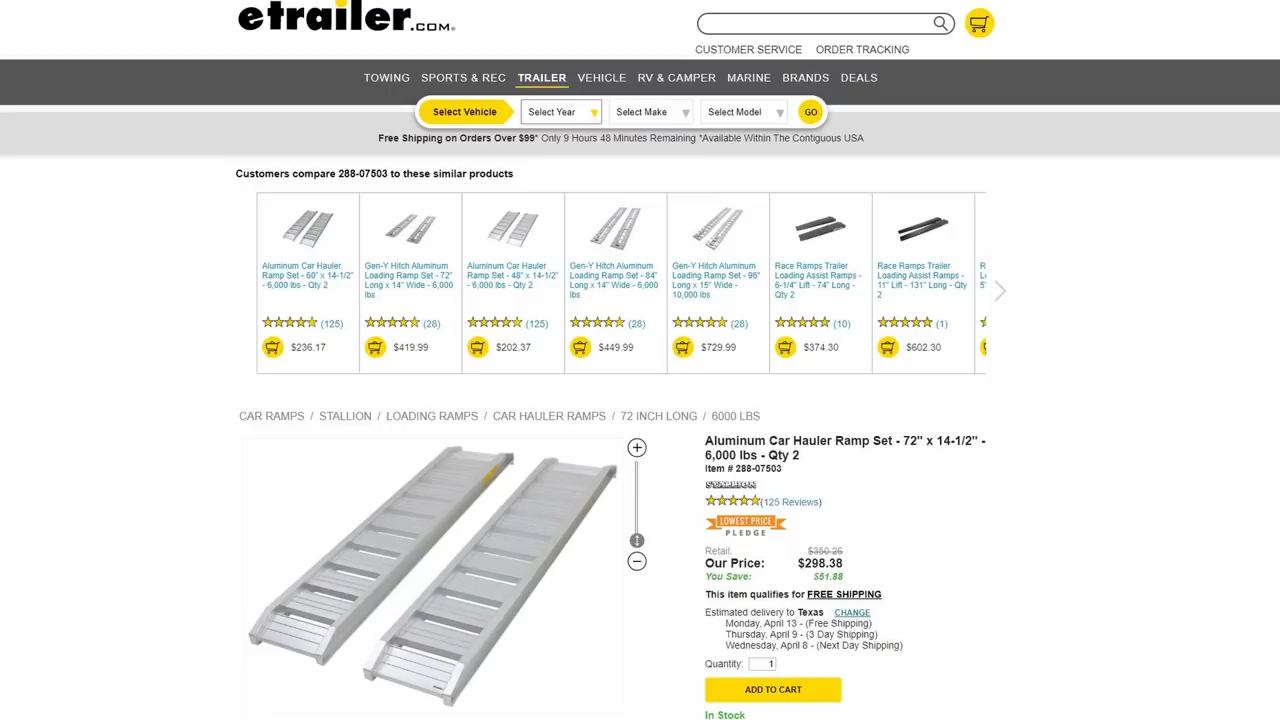 etrailer.com
CUSTOMER SERVICE ORDER TRACKING
TOWING SPORTS & REC TRAILER VEHICLE RV & CAMPER MARINE BRANDS DEALS
Select Vehicle Select Year Select Make Select Model GO
Free Shipping on Orders Over $99* Only 9 Hours 48 Minutes Remaining *Available Within The Contiguous USA
Customers compare 288-07503 to these similar products
Aluminum Car Hauler
Ramp Set - 60" x 14-1/2"
- 6,000 lbs - Qty 2
(125)
$236.17
Gen-Y Hitch Aluminum
Loading Ramp Set - 72"
Long x 14" Wide - 6,000
lbs
(28)
$419.99
Aluminum Car Hauler
Ramp Set - 48" x 14-1/2"
- 6,000 lbs - Qty 2
(125)
$202.37
Gen-Y Hitch Aluminum
Loading Ramp Set - 84"
Long x 14" Wide - 6,000
lbs
(28)
$449.99
Gen-Y Hitch Aluminum
Loading Ramp Set - 96"
Long x 15" Wide -
10,000 lbs
(28)
$729.99
Race Ramps Trailer
Loading Assist Ramps -
6-1/4" Lift - 74" Long -
Qty 2
(10)
$374.30
Race Ramps Trailer
Loading Assist Ramps -
11" Lift - 131" Long - Qty
2
(1)
$602.30
CAR RAMPS / STALLION / LOADING RAMPS / CAR HAULER RAMPS / 72 INCH LONG / 6000 LBS
Aluminum Car Hauler Ramp Set - 72" x 14-1/2" -
6,000 lbs - Qty 2
Item # 288-07503
STALLION
(125 Reviews)
LOWEST PRICE
PLEDGE
Retail: $350.26
Our Price: $298.38
You Save: $51.88
This item qualifies for FREE SHIPPING
Estimated delivery to Texas CHANGE
Monday, April 13 - (Free Shipping)
Thursday, April 9 - (3 Day Shipping)
Wednesday, April 8 - (Next Day Shipping)
Quantity: 1
ADD TO CART
In Stock